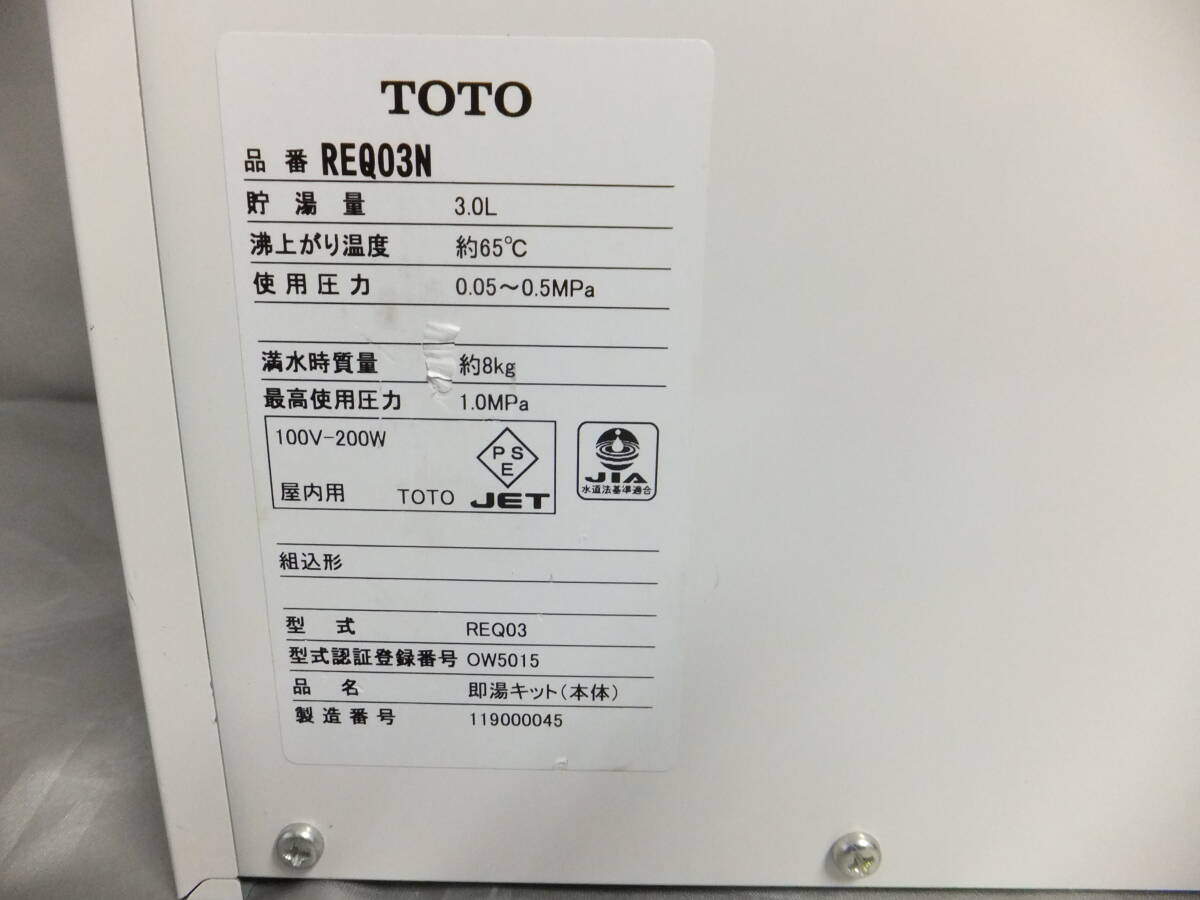 TOTO
品番 REQ03N
貯湯量 3.0L
沸上がり温度 約65℃
使用圧力 0.05～0.5MPa
満水時質量 約8kg
最高使用圧力 1.0MPa
100V-200W
PSE
屋内用 TOTO JET
JIA
水道法基準適合
組込形
型式 REQ03
型式認証登録番号 OW5015
品名 即湯キット(本体)
製造番号 119000045